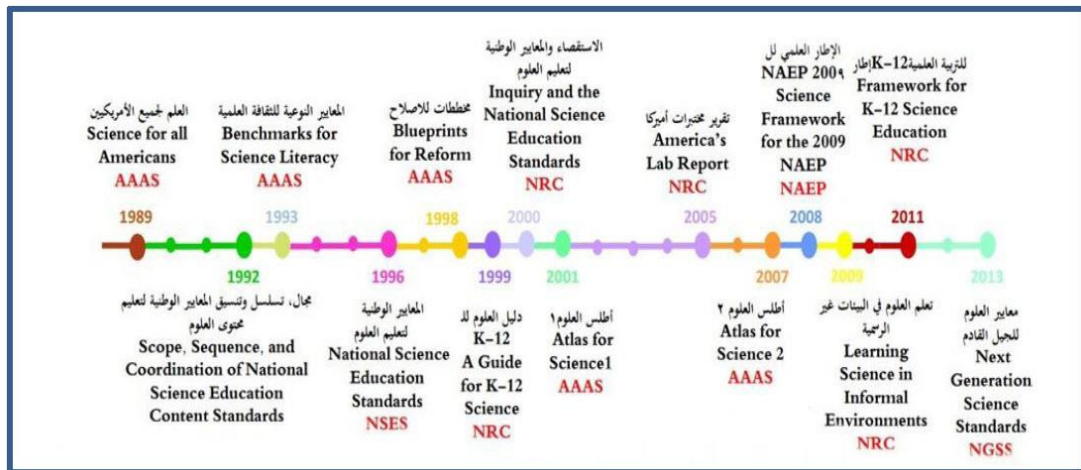 العلم لجميع الأمريكيين
Science for all
Americans
AAAS
1989
المعايير النوعية للثقافة العلمية
Benchmarks for
Science Literacy
AAAS
1993
مخططات للاصلاح
Blueprints
for Reform
AAAS
1998
الاستقصاء والمعايير الوطنية
لتعليم العلوم
Inquiry and the
National Science
Education
Standards
NRC
2000
تقرير مختبرات أميركا
America's
Lab Report
NRC
2005
الإطار العلمي لل
NAEP 200٩
Science
Framework
for the 2009
NAEP
NAEP
2008
إطارK-12للتربية العلمية
Framework for
K-12 Science
Education
NRC
2011
1992
مجال، تسلسل وتنسيق المعايير الوطنية لتعليم
محتوى العلوم
Scope, Sequence, and
Coordination of National
Science Education
Content Standards
1996
المعايير الوطنية
لتعليم العلوم
National Science
Education
Standards
NSES
1999
دليل العلوم لل
K-12
A Guide
for K-12
Science
NRC
2001
أطلس العلوم١
Atlas for
Science1
AAAS
2007
أطلس العلوم ٢
Atlas for
Science 2
AAAS
2009
تعلم العلوم في البيئات غير
الرسمية
Learning
Science in
Informal
Environments
NRC
2013
معايير العلوم
للجيل القادم
Next
Generation
Science
Standards
NGSS